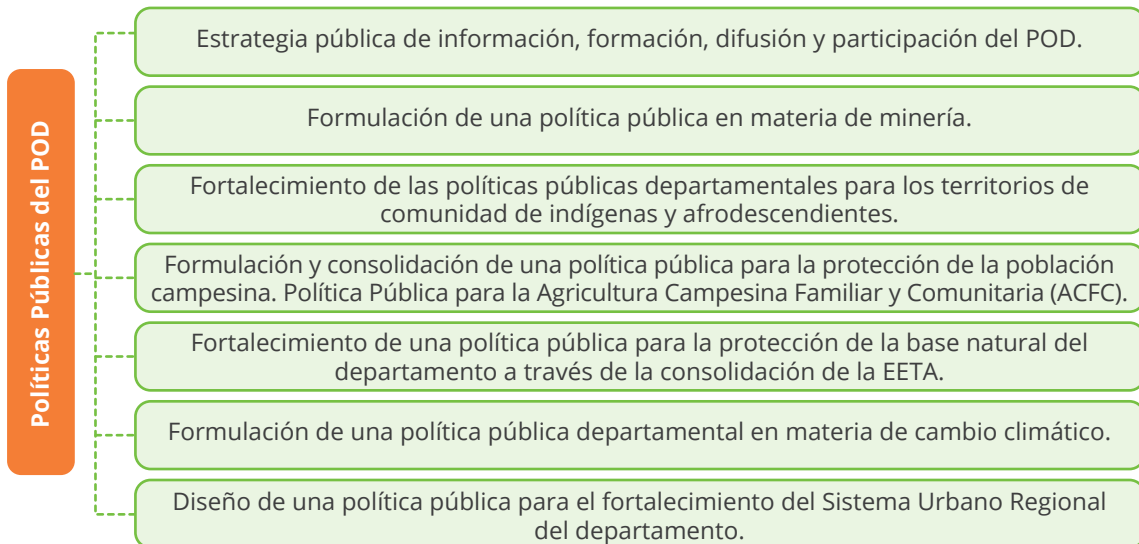 Políticas Públicas del POD
Estrategia pública de información, formación, difusión y participación del POD.
Formulación de una política pública en materia de minería.
Fortalecimiento de las políticas públicas departamentales para los territorios de
comunidad de indígenas y afrodescendientes.
Formulación y consolidación de una política pública para la protección de la población
campesina. Política Pública para la Agricultura Campesina Familiar y Comunitaria (ACFC).
Fortalecimiento de una política pública para la protección de la base natural del
departamento a través de la consolidación de la EETA.
Formulación de una política pública departamental en materia de cambio climático.
Diseño de una política pública para el fortalecimiento del Sistema Urbano Regional
del departamento.